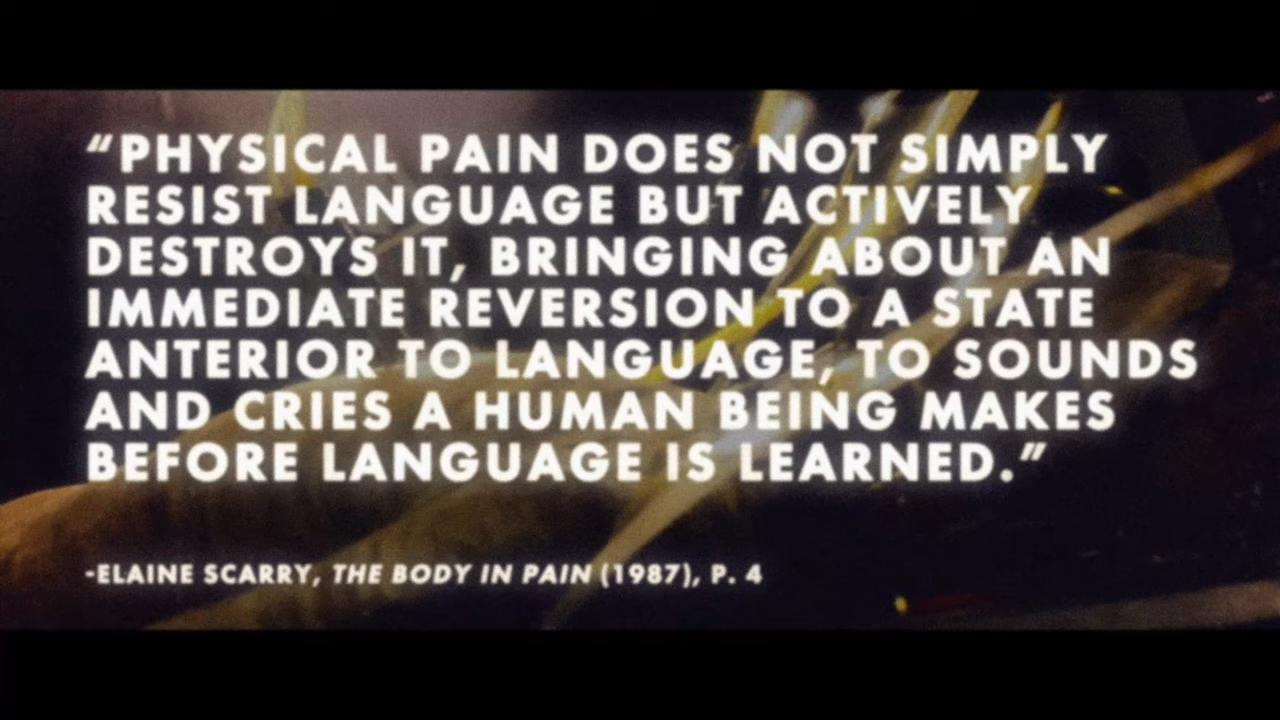 “PHYSICAL PAIN DOES NOT SIMPLY
RESIST LANGUAGE BUT ACTIVELY
DESTROYS IT, BRINGING ABOUT AN
IMMEDIATE REVERSION TO A STATE
ANTERIOR TO LANGUAGE, TO SOUNDS
AND CRIES A HUMAN BEING MAKES
BEFORE LANGUAGE IS LEARNED.”
-ELAINE SCARRY, THE BODY IN PAIN (1987), P. 4